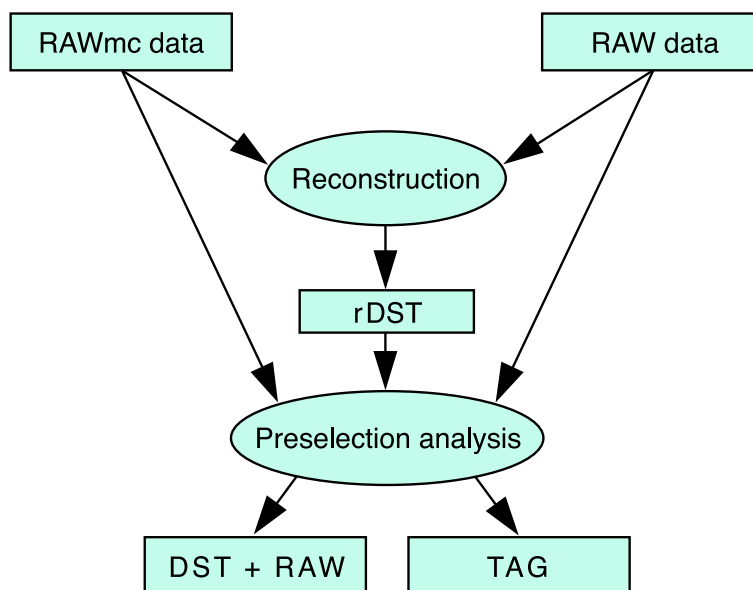 RAWmc data
RAW data
Reconstruction
rDST
Preselection analysis
DST + RAW
TAG